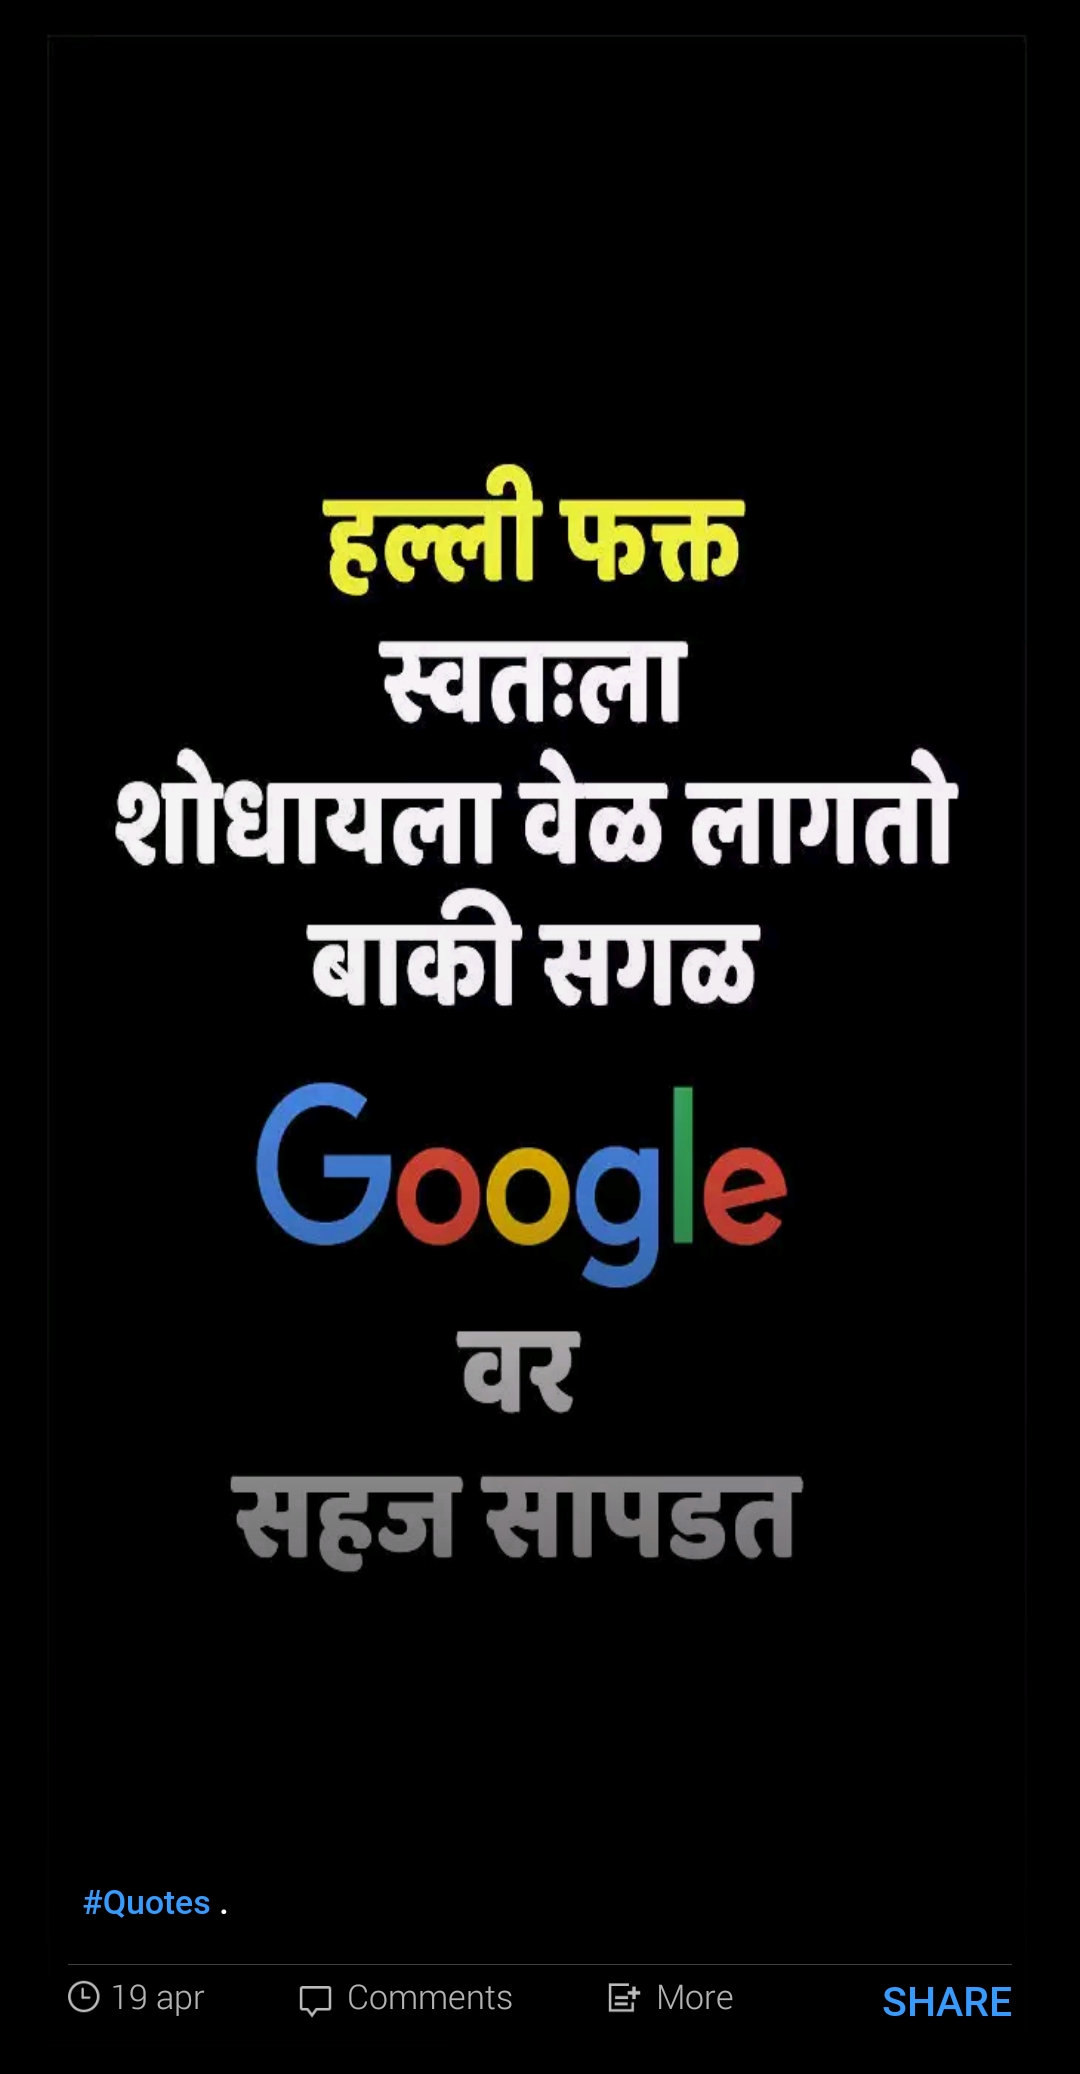 हल्ली फक्त
स्वतःला
शोधायला वेळ लागतो
बाकी सगळ
Google
वर
सहज सापडत
#Quotes .
19 apr Comments More SHARE